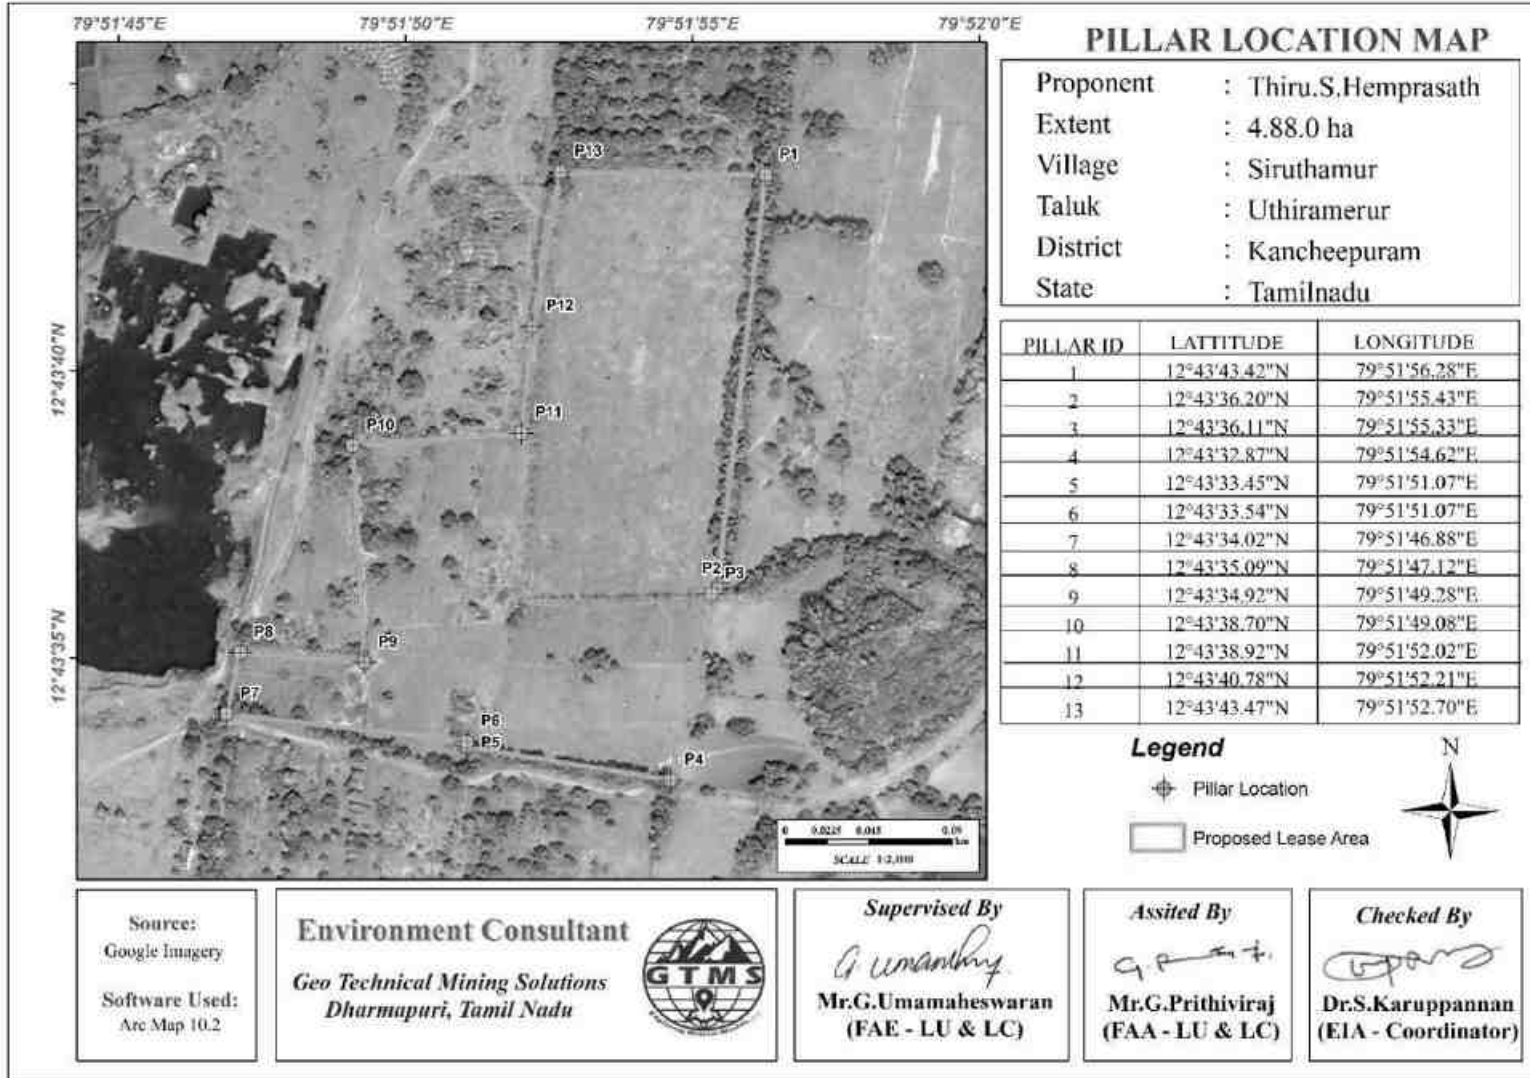 79°51'45"E 79°51'50"E 79°51'55"E 79°52'0"E
12°43'40"N
12°43'35"N
P13
P1
P12
P11
P10
P2
P3
P8
P9
P7
P6
P5
P4
0 0.0225 0.045 0.09
km
PILLAR LOCATION MAP
Proponent : Thiru.S.Hemprasath
Extent : 4.88.0 ha
Village : Siruthamur
Taluk : Uthiramerur
District : Kancheepuram
State : Tamilnadu
PILLAR ID LATTITUDE LONGITUDE
1 12°43'43.42"N 79°51'56.28"E
2 12°43'36.20"N 79°51'55.43"E
3 12°43'36.11"N 79°51'55.33"E
4 12°43'32.87"N 79°51'54.62"E
5 12°43'33.45"N 79°51'51.07"E
6 12°43'33.54"N 79°51'51.07"E
7 12°43'34.02"N 79°51'46.88"E
8 12°43'35.09"N 79°51'47.12"E
9 12°43'34.92"N 79°51'49.28"E
10 12°43'38.70"N 79°51'49.08"E
11 12°43'38.92"N 79°51'52.02"E
12 12°43'40.78"N 79°51'52.21"E
13 12°43'43.47"N 79°51'52.70"E
Legend
Pillar Location
Proposed Lease Area
N
Source:
Google Imagery
Software Used:
Arc Map 10.2
Environment Consultant
Geo Technical Mining Solutions
Dharmapuri, Tamil Nadu
GTMS
Supervised By
Mr.G.Umamaheswaran
(FAE - LU & LC)
Assited By
Mr.G.Prithiviraj
(FAA - LU & LC)
Checked By
Dr.S.Karuppannan
(EIA - Coordinator)